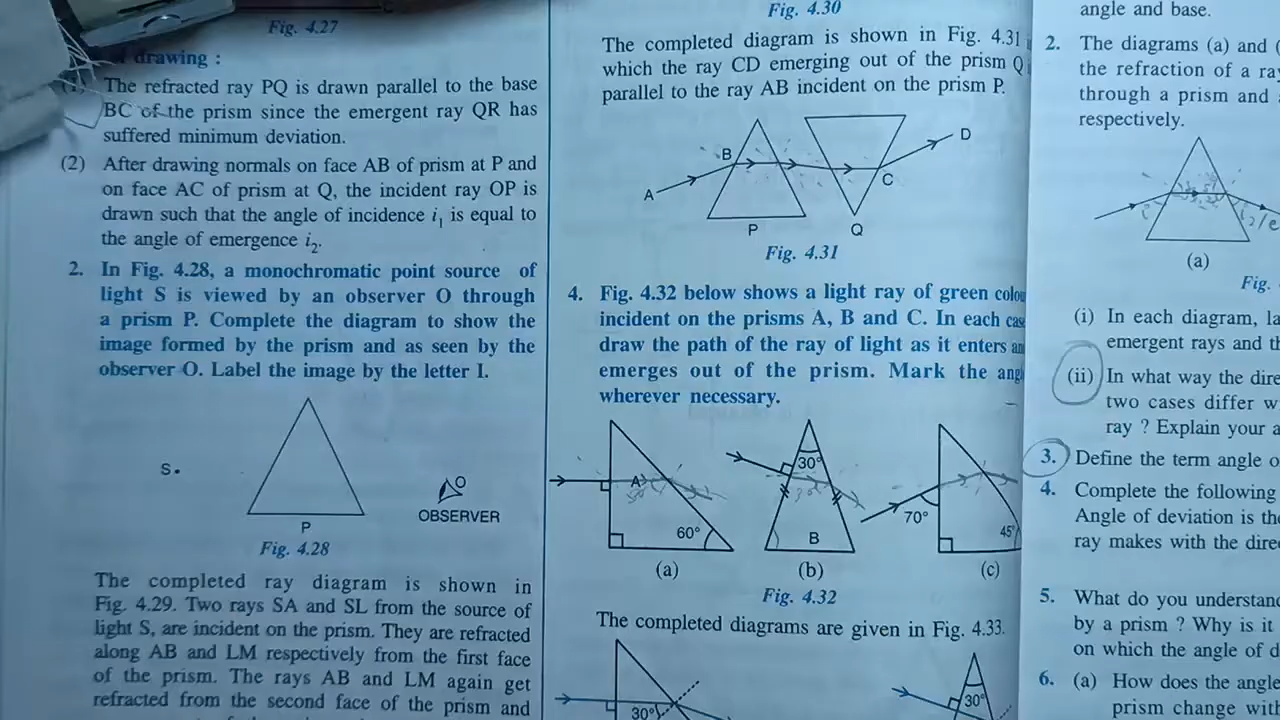 Fig. 4.27
drawing :
The refracted ray PQ is drawn parallel to the base
BC of the prism since the emergent ray QR has
suffered minimum deviation.
(2) After drawing normals on face AB of prism at P and
on face AC of prism at Q, the incident ray OP is
drawn such that the angle of incidence i₁ is equal to
the angle of emergence i₂.
2. In Fig. 4.28, a monochromatic point source of
light S is viewed by an observer O through
a prism P. Complete the diagram to show the
image formed by the prism and as seen by the
observer O. Label the image by the letter I.
S.
P
OBSERVER
Fig. 4.28
The completed ray diagram is shown in
Fig. 4.29. Two rays SA and SL from the source of
light S, are incident on the prism. They are refracted
along AB and LM respectively from the first face
of the prism. The rays AB and LM again get
refracted from the second face of the prism and
Fig. 4.30
The completed diagram is shown in Fig. 4.31
which the ray CD emerging out of the prism Q
parallel to the ray AB incident on the prism P.
A
B
C
D
P
Q
Fig. 4.31
4. Fig. 4.32 below shows a light ray of green
incident on the prisms A, B and C. In each
draw the path of the ray of light as it enters
emerges out of the prism. Mark the
wherever necessary.
A
60°
30°
B
70°
45°
(a)
(b)
(c)
Fig. 4.32
The completed diagrams are given in Fig. 4.33.
30°
30°
angle and base.
2. The diagrams (a) and
the refraction of a
through a prism and
respectively.
(a)
Fig.
(i) In each diagram,
emergent rays and
(ii) In what way the
two cases differ
ray ? Explain your
3. Define the term angle
4. Complete the following
Angle of deviation is the
ray makes with the
5. What do you
by a prism ? Why is it
on which the angle of
6. (a) How does the angle
prism change with